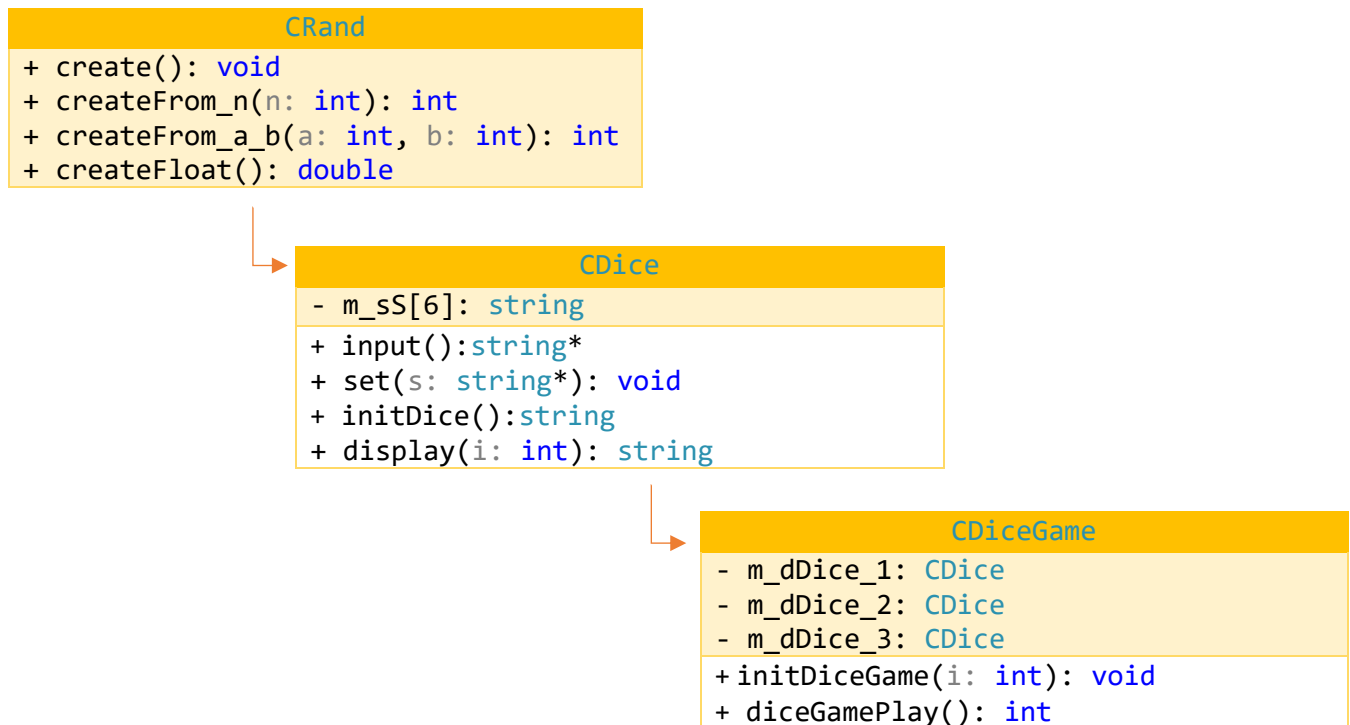 CRand
+ create(): void
+ createFrom_n(n: int): int
+ createFrom_a_b(a: int, b: int): int
+ createFloat(): double
CDice
- m_sS[6]: string
+ input():string*
+ set(s: string*): void
+ initDice():string
+ display(i: int): string
CDiceGame
- m_dDice_1: CDice
- m_dDice_2: CDice
- m_dDice_3: CDice
+ initDiceGame(i: int): void
+ diceGamePlay(): int